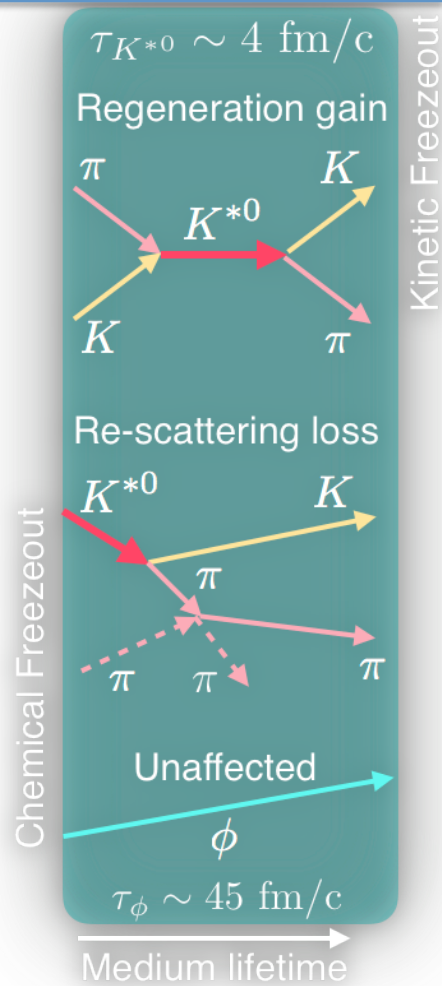 τ_{K*0} ~ 4 fm/c
Regeneration gain
π
K
K*0
K
π
Kinetic Freezeout
Re-scattering loss
K*0
K
π
π
π
π
Chemical Freezeout
Unaffected
ϕ
τ_ϕ ~ 45 fm/c
Medium lifetime